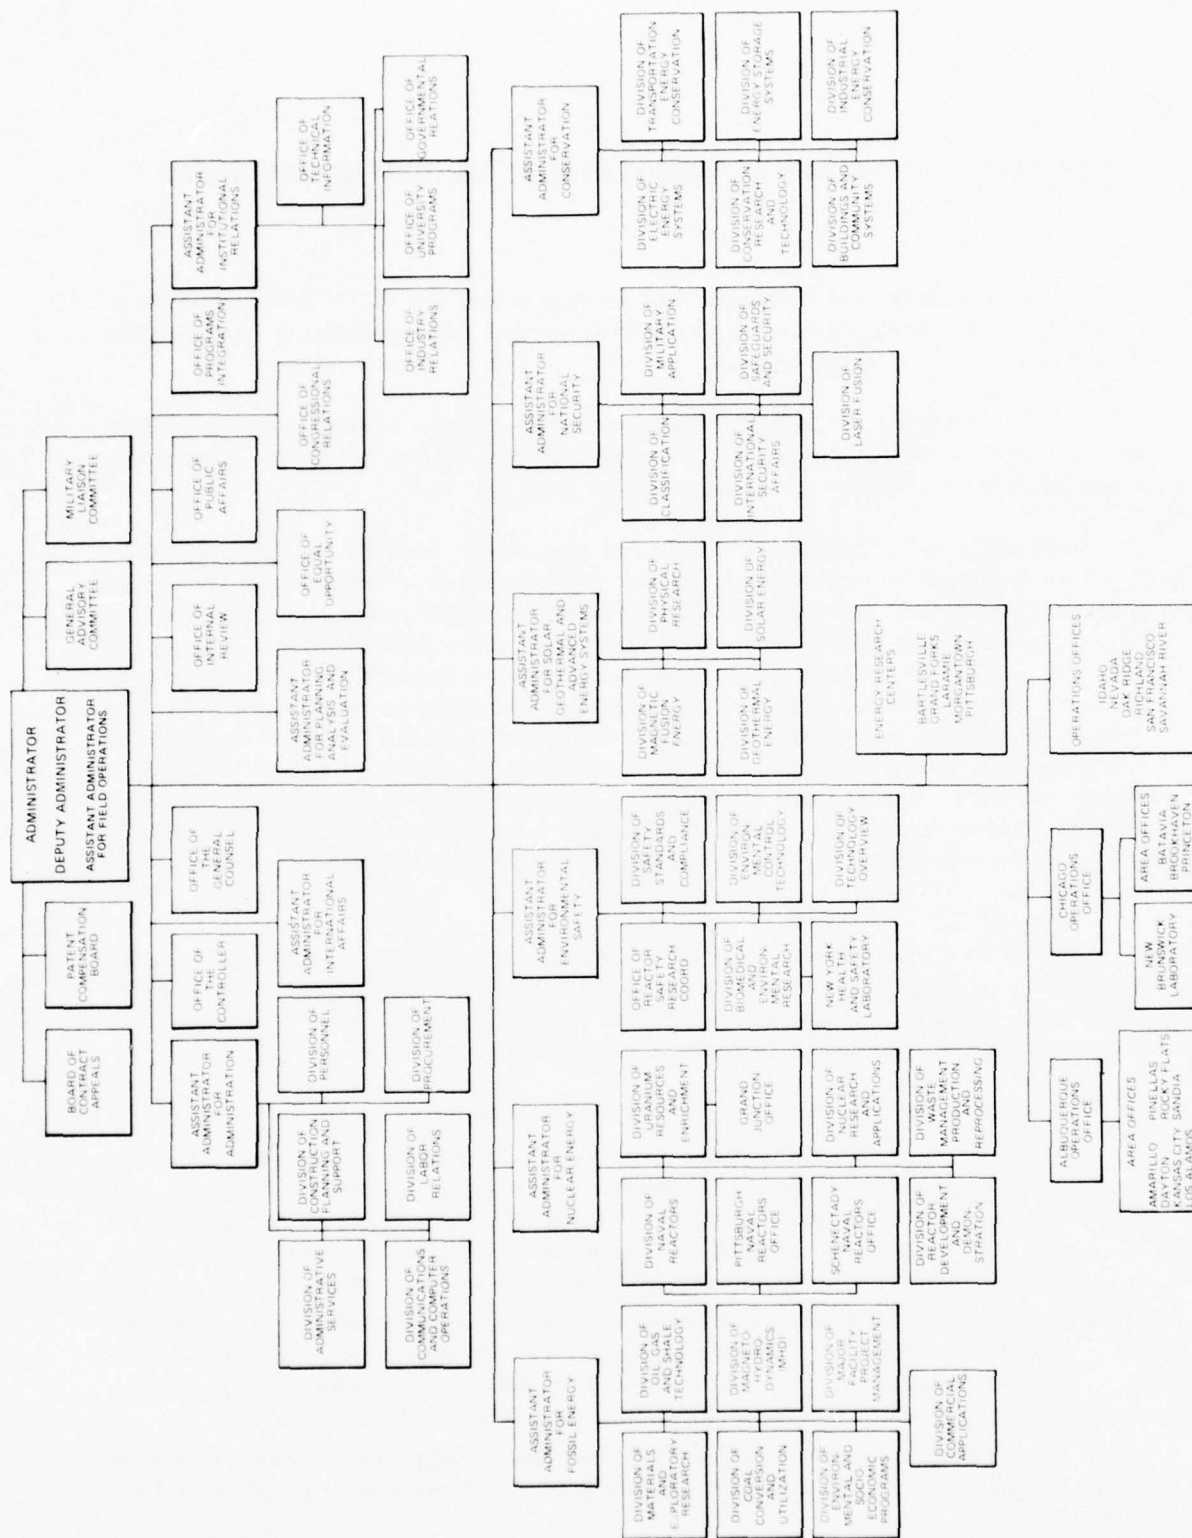 ADMINISTRATOR
DEPUTY ADMINISTRATOR
ASSISTANT ADMINISTRATOR
FOR FIELD OPERATIONS
BOARD OF
CONTRACT
APPEALS
PATENT
COMPENSATION
BOARD
GENERAL
ADVISORY
COMMITTEE
MILITARY
LIAISON
COMMITTEE
ASSISTANT
ADMINISTRATOR
FOR
ADMINISTRATION
OFFICE OF
THE
CONTROLLER
OFFICE OF
THE
GENERAL
COUNSEL
OFFICE OF
INTERNAL
REVIEW
OFFICE OF
PUBLIC
AFFAIRS
OFFICE OF
PROGRAMS
INTEGRATION
ASSISTANT
ADMINISTRATOR
FOR
INSTITUTIONAL
RELATIONS
DIVISION OF
ADMINISTRATIVE
SERVICES
DIVISION OF
CONSTRUCTION
PLANNING AND
SUPPORT
DIVISION OF
PERSONNEL
ASSISTANT
ADMINISTRATOR
FOR
INTERNATIONAL
AFFAIRS
ASSISTANT
ADMINISTRATOR
FOR PLANNING
ANALYSIS AND
EVALUATION
OFFICE OF
EQUAL
OPPORTUNITY
OFFICE OF
CONGRESSIONAL
RELATIONS
OFFICE OF
TECHNICAL
INFORMATION
DIVISION OF
COMMUNICATIONS
AND COMPUTER
OPERATIONS
DIVISION OF
LABOR
RELATIONS
DIVISION OF
PROCUREMENT
OFFICE OF
INDUSTRY
RELATIONS
OFFICE OF
UNIVERSITY
PROGRAMS
OFFICE OF
GOVERNMENTAL
RELATIONS
ASSISTANT
ADMINISTRATOR
FOR
FOSSIL ENERGY
ASSISTANT
ADMINISTRATOR
FOR
NUCLEAR ENERGY
ASSISTANT
ADMINISTRATOR
FOR
ENVIRONMENTAL
SAFETY
ASSISTANT
ADMINISTRATOR
FOR SOLAR
GEOTHERMAL AND
ADVANCED
ENERGY SYSTEMS
ASSISTANT
ADMINISTRATOR
FOR
NATIONAL
SECURITY
ASSISTANT
ADMINISTRATOR
FOR
CONSERVATION
DIVISION OF
MATERIALS
AND
EXPLORATORY
RESEARCH
DIVISION OF
OIL GAS
AND SHALE
TECHNOLOGY
DIVISION OF
NAVAL
REACTORS
DIVISION OF
URANIUM
RESOURCES
AND
ENRICHMENT
OFFICE OF
REACTOR
SAFETY
RESEARCH
COORD
DIVISION OF
SAFETY
STANDARDS
AND
COMPLIANCE
DIVISION OF
MAGNETIC
FUSION
ENERGY
DIVISION OF
PHYSICAL
RESEARCH
DIVISION OF
CLASSIFICATION
DIVISION OF
MILITARY
APPLICATION
DIVISION OF
ELECTRIC
ENERGY
SYSTEMS
DIVISION OF
TRANSPORTATION
ENERGY
CONSERVATION
DIVISION OF
COAL
CONVERSION
AND
UTILIZATION
DIVISION OF
MAGNETO
HYDRO
DYNAMICS
(MHD)
PITTSBURGH
NAVAL
REACTORS
OFFICE
GRAND
JUNCTION
OFFICE
DIVISION OF
BIOMEDICAL
AND
ENVIRON-
MENTAL
RESEARCH
DIVISION OF
ENVIRON
MENTAL
CONTROL
TECHNOLOGY
DIVISION OF
GEOTHERMAL
ENERGY
DIVISION OF
SOLAR ENERGY
DIVISION OF
INTERNATIONAL
SECURITY
AFFAIRS
DIVISION OF
SAFEGUARDS
AND SECURITY
DIVISION OF
CONSERVATION
RESEARCH
AND
TECHNOLOGY
DIVISION OF
ENERGY STORAGE
SYSTEMS
DIVISION OF
ENVIRON
MENTAL AND
SOCIO
ECONOMIC
PROGRAMS
DIVISION OF
MAJOR
FACILITY
PROJECT
MANAGEMENT
SCHENECTADY
NAVAL
REACTORS
OFFICE
DIVISION OF
NUCLEAR
RESEARCH
AND
APPLICATIONS
NEW YORK
HEALTH
AND SAFETY
LABORATORY
DIVISION OF
TECHNOLOGY
OVERVIEW
DIVISION OF
LASER FUSION
DIVISION OF
BUILDINGS AND
COMMUNITY
SYSTEMS
DIVISION OF
INDUSTRIAL
ENERGY
CONSERVATION
DIVISION OF
COMMERCIAL
APPLICATIONS
DIVISION OF
REACTOR
DEVELOPMENT
AND
DEMON-
STRATION
DIVISION OF
WASTE
MANAGEMENT
PRODUCTION
AND
REPROCESSING
ENERGY RESEARCH
CENTERS
BARTLESVILLE
GRAND FORKS
LARAMIE
MORGANTOWN
PITTSBURGH
ALBUQUERQUE
OPERATIONS
OFFICE
CHICAGO
OPERATIONS
OFFICE
OPERATIONS OFFICES
IDAHO
NEVADA
OAK RIDGE
RICHLAND
SAN FRANCISCO
SAVANNAH RIVER
AREA OFFICES
AMARILLO PINELLAS
DAYTON ROCKY FLATS
KANSAS CITY SANDIA
LOS ALAMOS
NEW
BRUNSWICK
LABORATORY
AREA OFFICES
BATAVIA
BROOKHAVEN
PRINCETON